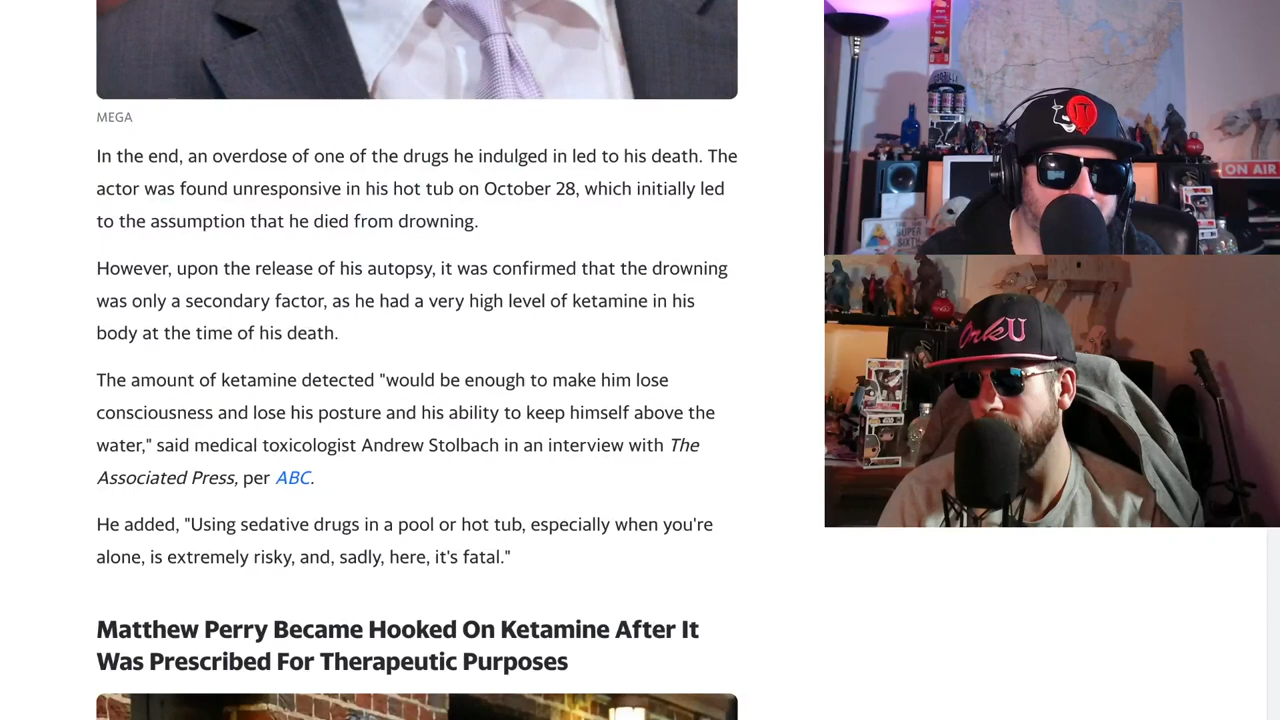 MEGA
In the end, an overdose of one of the drugs he indulged in led to his death. The
actor was found unresponsive in his hot tub on October 28, which initially led
to the assumption that he died from drowning.
However, upon the release of his autopsy, it was confirmed that the drowning
was only a secondary factor, as he had a very high level of ketamine in his
body at the time of his death.
The amount of ketamine detected "would be enough to make him lose
consciousness and lose his posture and his ability to keep himself above the
water," said medical toxicologist Andrew Stolbach in an interview with The
Associated Press, per ABC.
He added, "Using sedative drugs in a pool or hot tub, especially when you're
alone, is extremely risky, and, sadly, here, it's fatal."
Matthew Perry Became Hooked On Ketamine After It
Was Prescribed For Therapeutic Purposes
IT
ON AIR
SUPER
SIXTH
OrkU